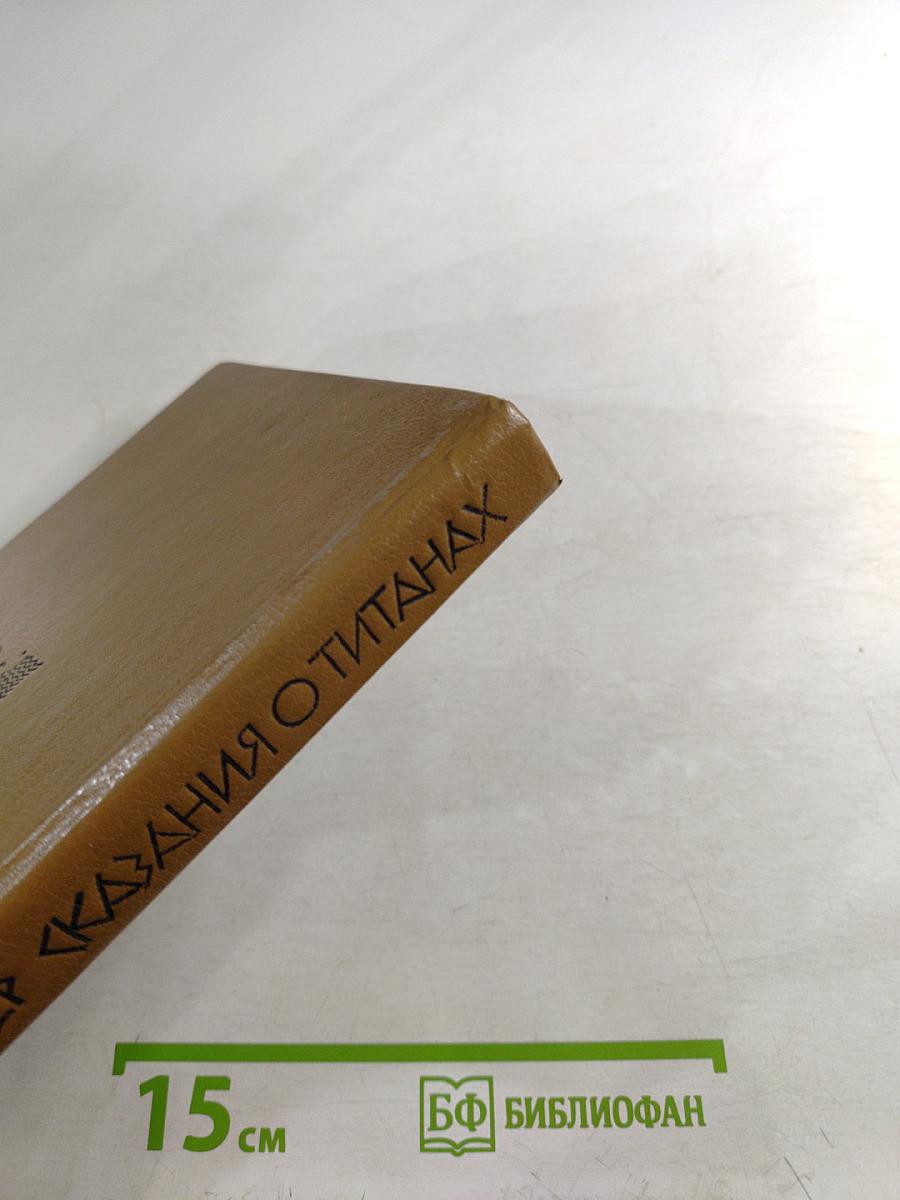 СКАЗАНИЯ О ТИТАНАХ
15 см
БФ БИБЛИОФАН